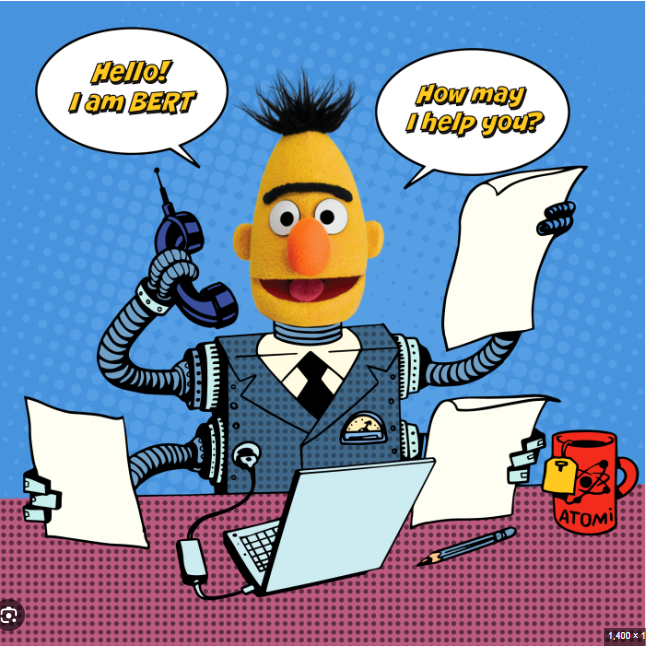 Hello!
I am BERT
How may
I help you?
ATOMi
1,400 × 1